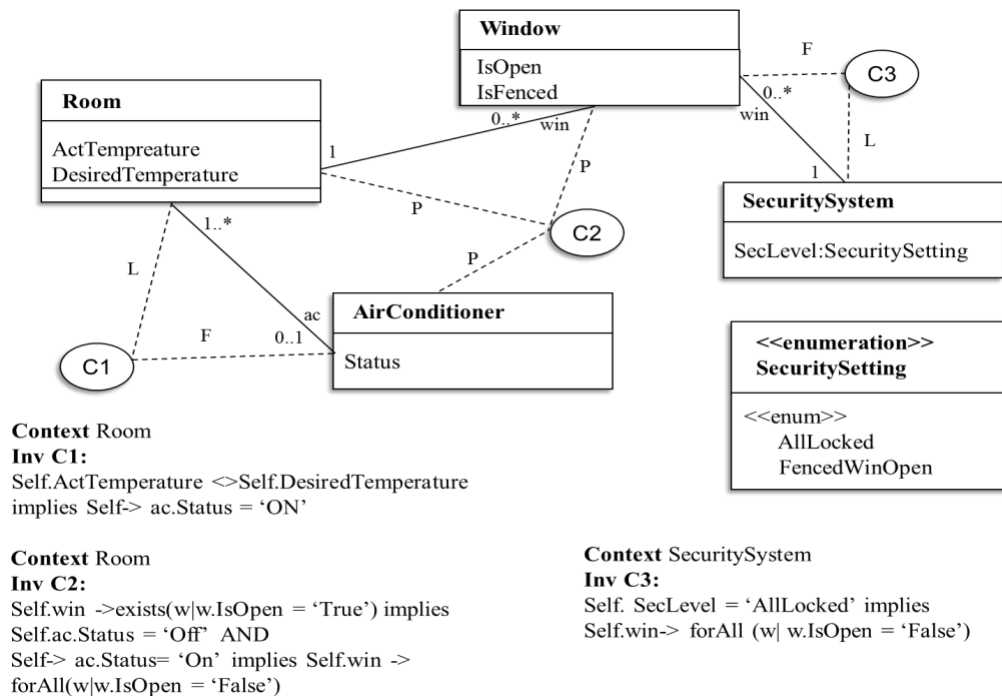 Window
IsOpen
IsFenced
F
C3
0..*
win
L
1
SecuritySystem
SecLevel:SecuritySetting
Room
ActTempreature
DesiredTemperature
0..*
win
1
P
P
C2
P
1..*
L
ac
0..1
F
C1
AirConditioner
Status
<<enumeration>>
SecuritySetting
<<enum>>
AllLocked
FencedWinOpen
Context Room
Inv C1:
Self.ActTemperature <>Self.DesiredTemperature
implies Self-> ac.Status = ‘ON’
Context Room
Inv C2:
Self.win ->exists(w|w.IsOpen = ‘True’) implies
Self.ac.Status = ‘Off’ AND
Self-> ac.Status= ‘On’ implies Self.win ->
forAll(w|w.IsOpen = ‘False’)
Context SecuritySystem
Inv C3:
Self. SecLevel = ‘AllLocked’ implies
Self.win-> forAll (w| w.IsOpen = ‘False’)